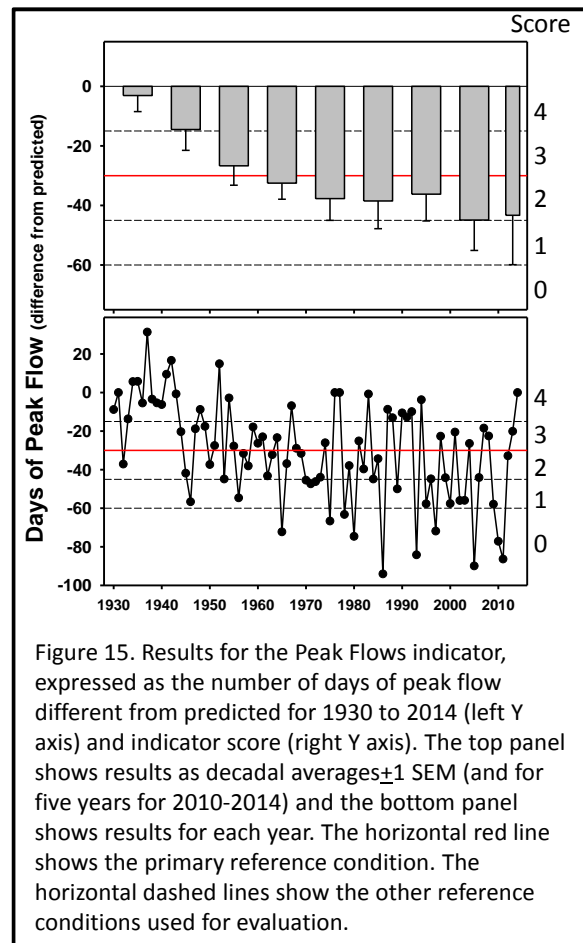 Score
0
-20
-40
-60
4
3
2
1
0
Days of Peak Flow (difference from predicted)
20
0
-20
-40
-60
-80
-100
4
3
2
1
0
1930 1940 1950 1960 1970 1980 1990 2000 2010
Figure 15. Results for the Peak Flows indicator,
expressed as the number of days of peak flow
different from predicted for 1930 to 2014 (left Y
axis) and indicator score (right Y axis). The top panel
shows results as decadal averages±1 SEM (and for
five years for 2010-2014) and the bottom panel
shows results for each year. The horizontal red line
shows the primary reference condition. The
horizontal dashed lines show the other reference
conditions used for evaluation.